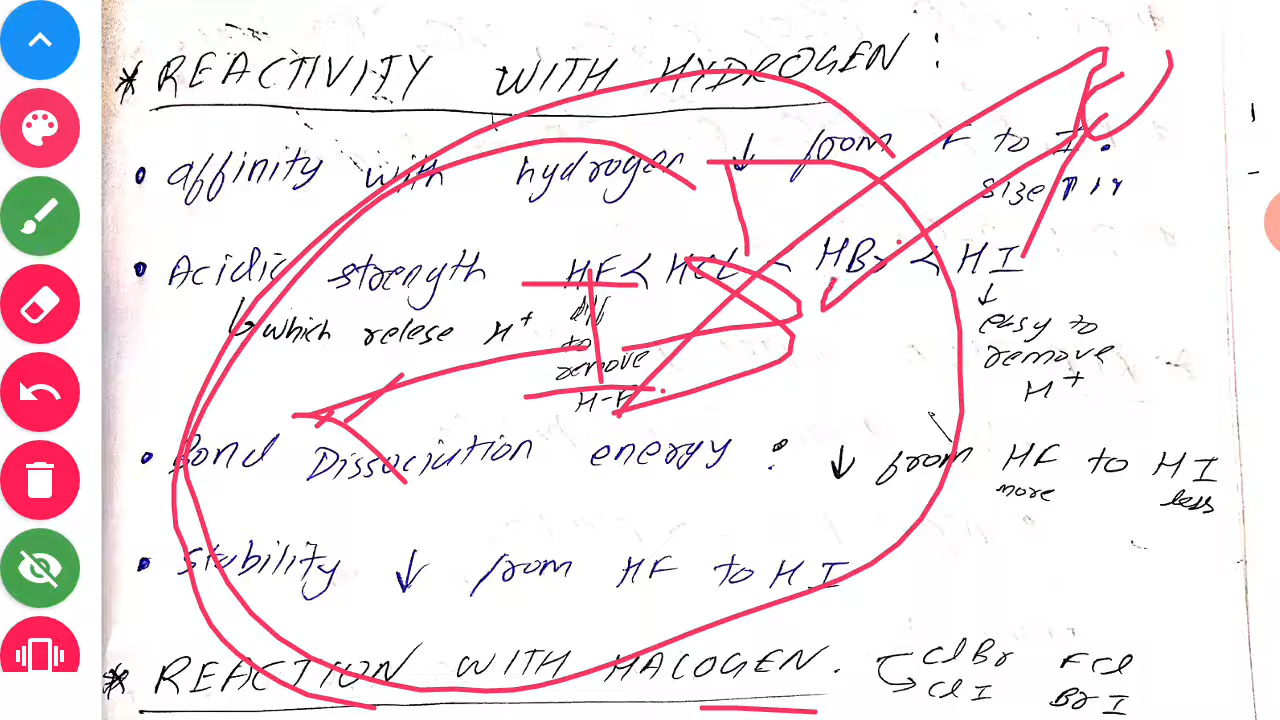 * REACTIVITY WITH HYDROGEN :
• affinity with hydrogen ↓ from F to I.
size ↑
• Acidic strength HF < HCl < HBr < HI
↳ which relese H+
diff to remove H-F
↓ easy to remove H+
• Bond Dissociation energy : ↓ from HF to HI
more less
• Stability ↓ from HF to HI
* REACTION WITH HALOGEN. ClBr FCl
ClI BrI